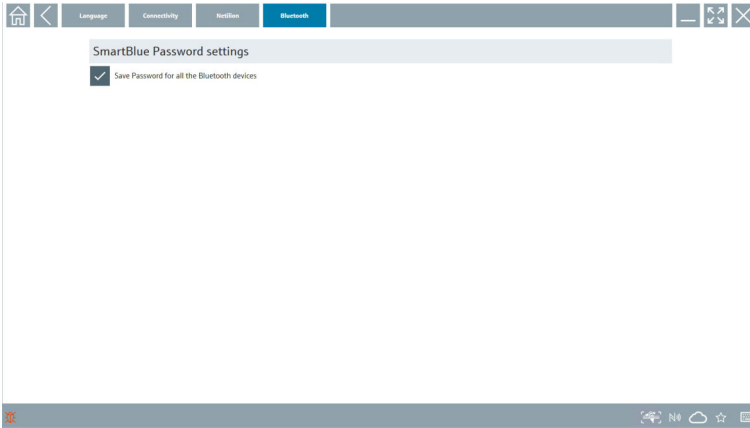 Language Connectivity Netilion Bluetooth
SmartBlue Password settings
Save Password for all the Bluetooth devices